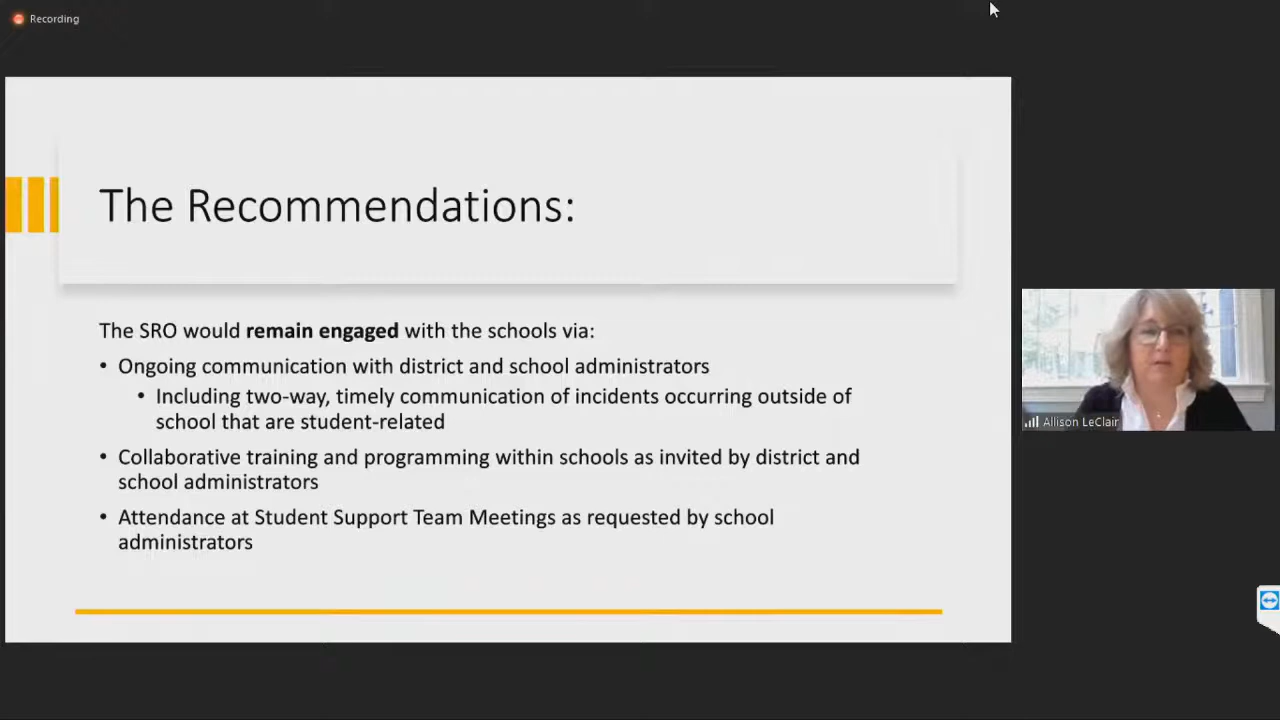 Recording
The Recommendations:
The SRO would remain engaged with the schools via:
• Ongoing communication with district and school administrators
• Including two-way, timely communication of incidents occurring outside of
school that are student-related
• Collaborative training and programming within schools as invited by district and
school administrators
• Attendance at Student Support Team Meetings as requested by school
administrators
Allison LeClair